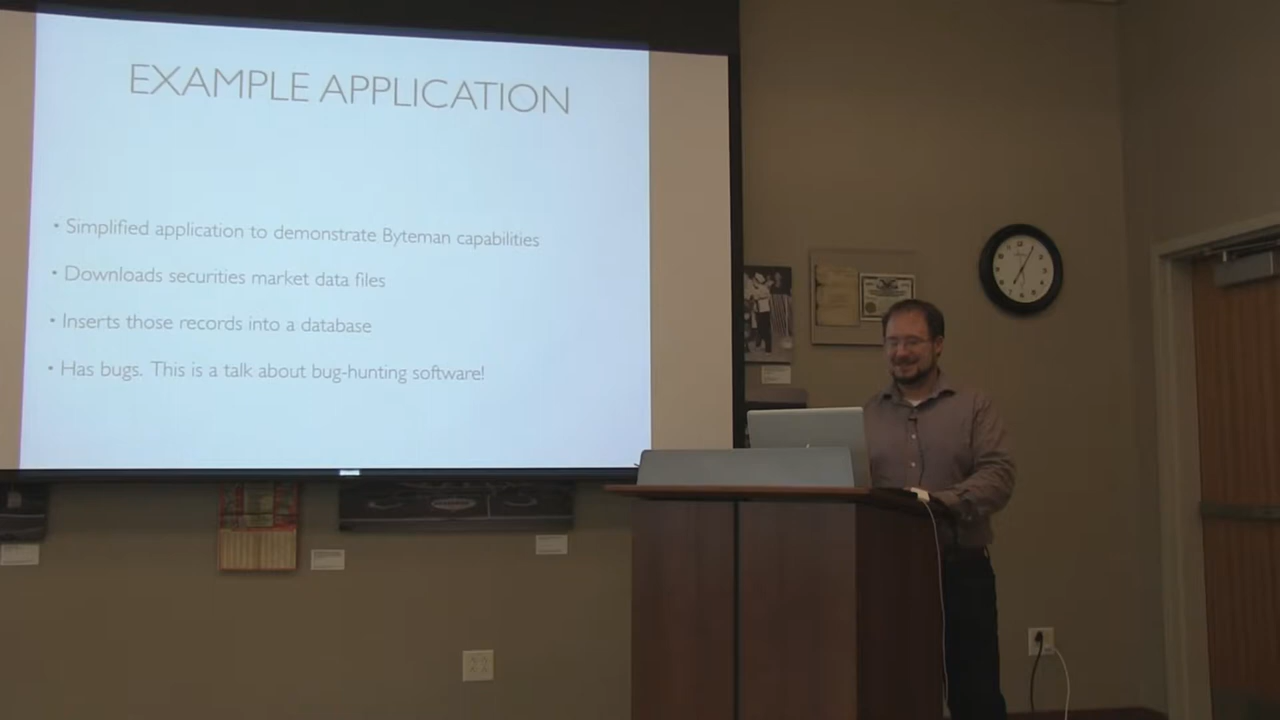 EXAMPLE APPLICATION
• Simplified application to demonstrate Byteman capabilities
• Downloads securities market data files
• Inserts those records into a database
• Has bugs. This is a talk about bug-hunting software!